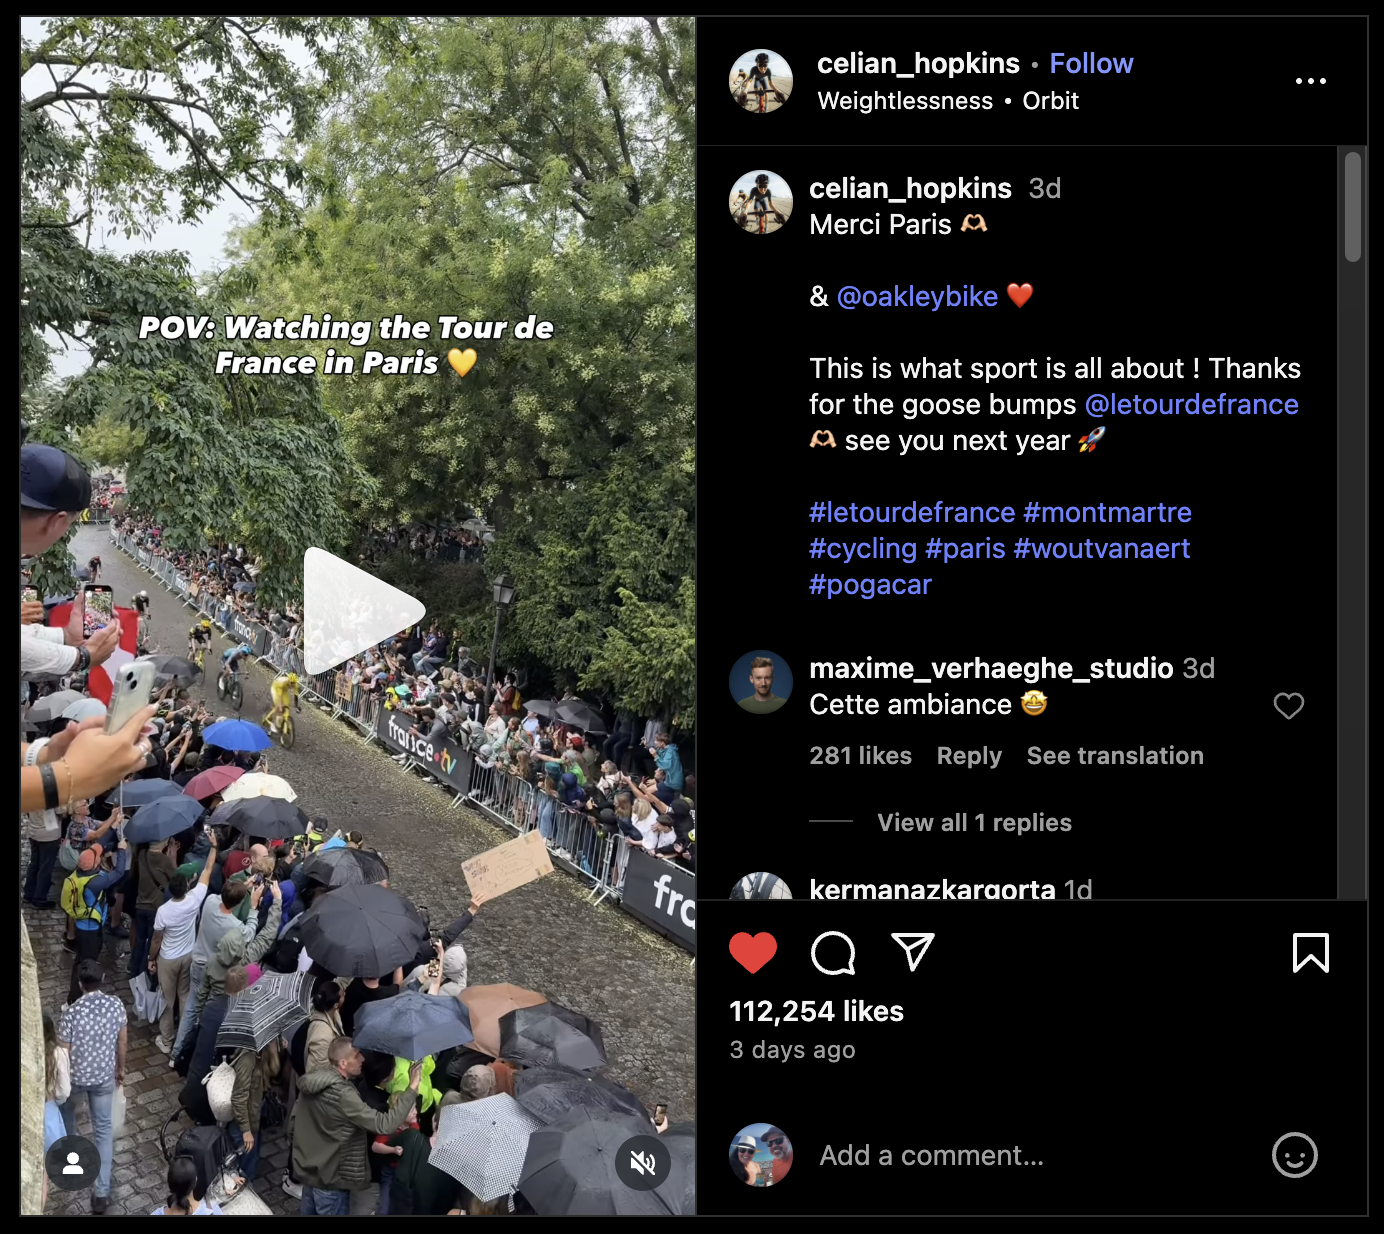 POV: Watching the Tour de
France in Paris 💛
france•tv
france•tv
fra
celian_hopkins • Follow
Weightlessness • Orbit
celian_hopkins 3d
Merci Paris 🫶🏻
& @oakleybike ❤️
This is what sport is all about ! Thanks
for the goose bumps @letourdefrance
🫶🏻 see you next year 🚀
#letourdefrance #montmartre
#cycling #paris #woutvanaert
#pogacar
maxime_verhaeghe_studio 3d
Cette ambiance 🤩
281 likes Reply See translation
View all 1 replies
kermanazkargorta 1d
112,254 likes
3 days ago
Add a comment...